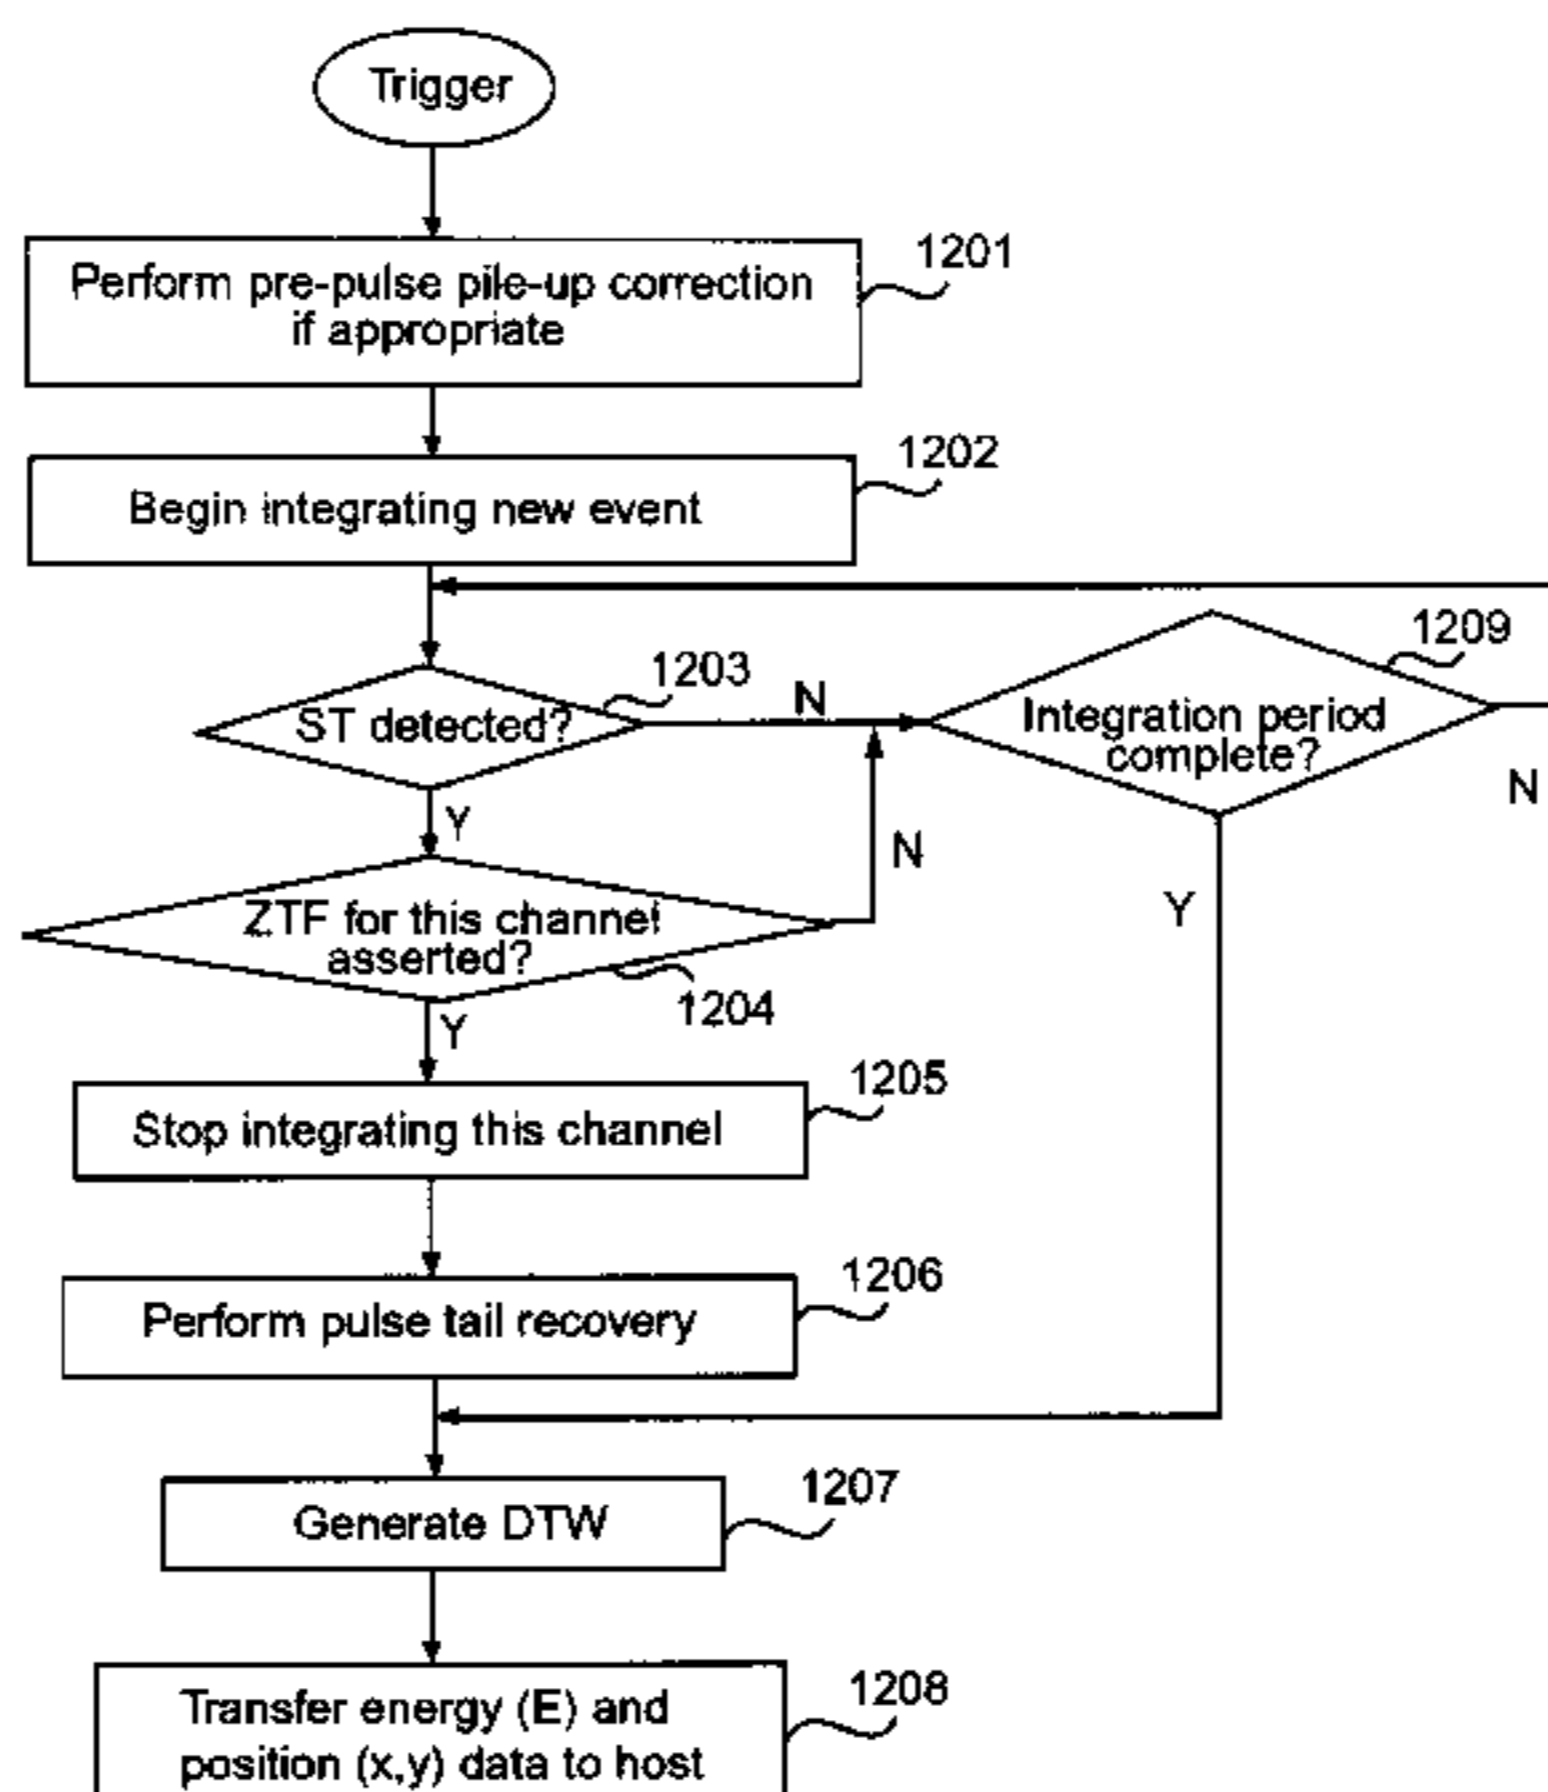 Trigger
Perform pre-pulse pile-up correction
if appropriate
1201
Begin integrating new event
1202
ST detected?
1203
N
Integration period
complete?
1209
N
Y
Y
ZTF for this channel
asserted?
1204
N
Y
Stop integrating this channel
1205
Perform pulse tail recovery
1206
Generate DTW
1207
Transfer energy (E) and
position (x,y) data to host
1208